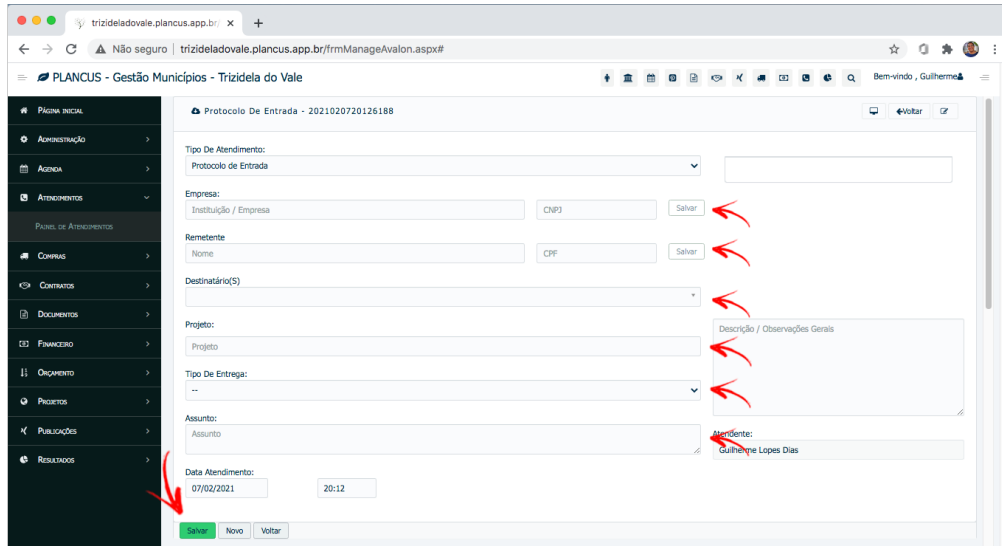 trizideladovale.plancus.app.br/
Não seguro | trizideladovale.plancus.app.br/frmManageAvalon.aspx#
PLANCUS - Gestão Municípios - Trizidela do Vale
Bem-vindo , Guilherme
Página inicial
Administração
Agenda
Atendimentos
Painel de Atendimentos
Compras
Contratos
Documentos
Financeiro
Orçamento
Projetos
Publicações
Resultados
Protocolo De Entrada - 2021020720126188
Voltar
Tipo De Atendimento:
Protocolo de Entrada
Empresa:
Instituição / Empresa
CNPJ
Salvar
Remetente
Nome
CPF
Salvar
Destinatário(S)
Projeto:
Projeto
Descrição / Observações Gerais
Tipo De Entrega:
--
Assunto:
Assunto
Atendente:
Guilherme Lopes Dias
Data Atendimento:
07/02/2021
20:12
Salvar
Novo
Voltar